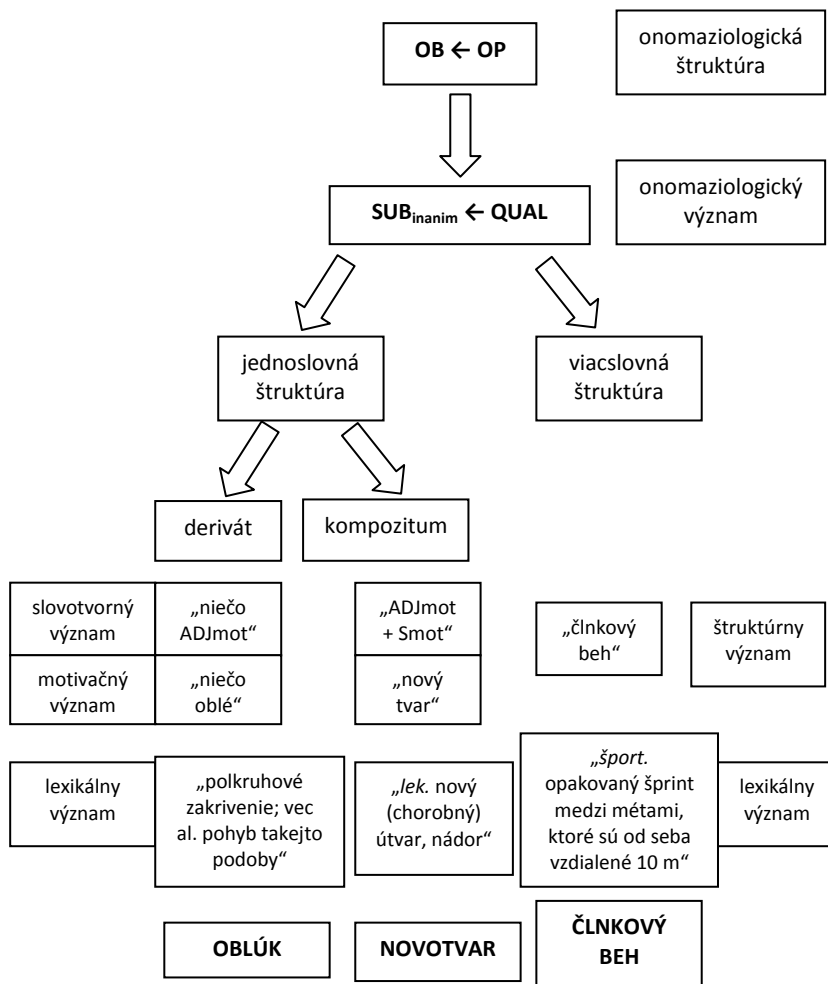 OB ← OP
onomaziologická
štruktúra
SUBinanim ← QUAL
onomaziologický
význam
jednoslovná
štruktúra
viacslovná
štruktúra
derivát
kompozitum
slovotvorný
význam
„niečo
ADJmot“
„ADJmot
+ Smot“
„člnkový
beh“
štruktúrny
význam
motivačný
význam
„niečo
oblé“
„nový
tvar“
lexikálny
význam
„polkruhové
zakrivenie; vec
al. pohyb takejto
podoby“
„lek. nový
(chorobný)
útvar, nádor“
„šport.
opakovaný šprint
medzi métami,
ktoré sú od seba
vzdialené 10 m“
lexikálny
význam
OBLÚK
NOVOTVAR
ČLNKOVÝ
BEH